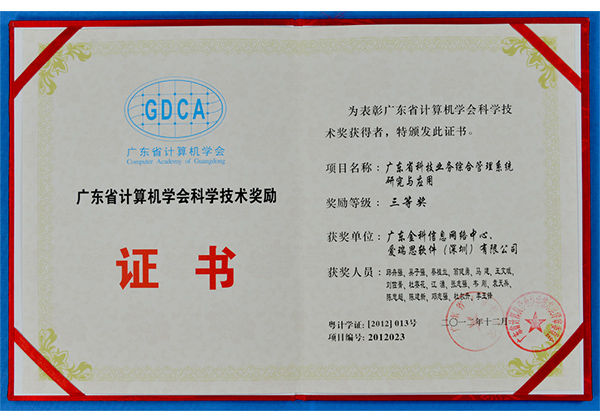 GDCA
广东省计算机学会
Computer Academy of Guangdong
广东省计算机学会科学技术奖励
证书
为表彰广东省计算机学会科学技
术奖获得者，特颁发此证书。
项目名称：广东省科技业务综合管理系统
研究与应用
奖励等级：三等奖
获奖单位：广东金科信息网络中心、
爱瑞思软件（深圳）有限公司
获奖人员：
粤计学证：[2012] 013号
二〇一二年十二月
项目编号：2012023